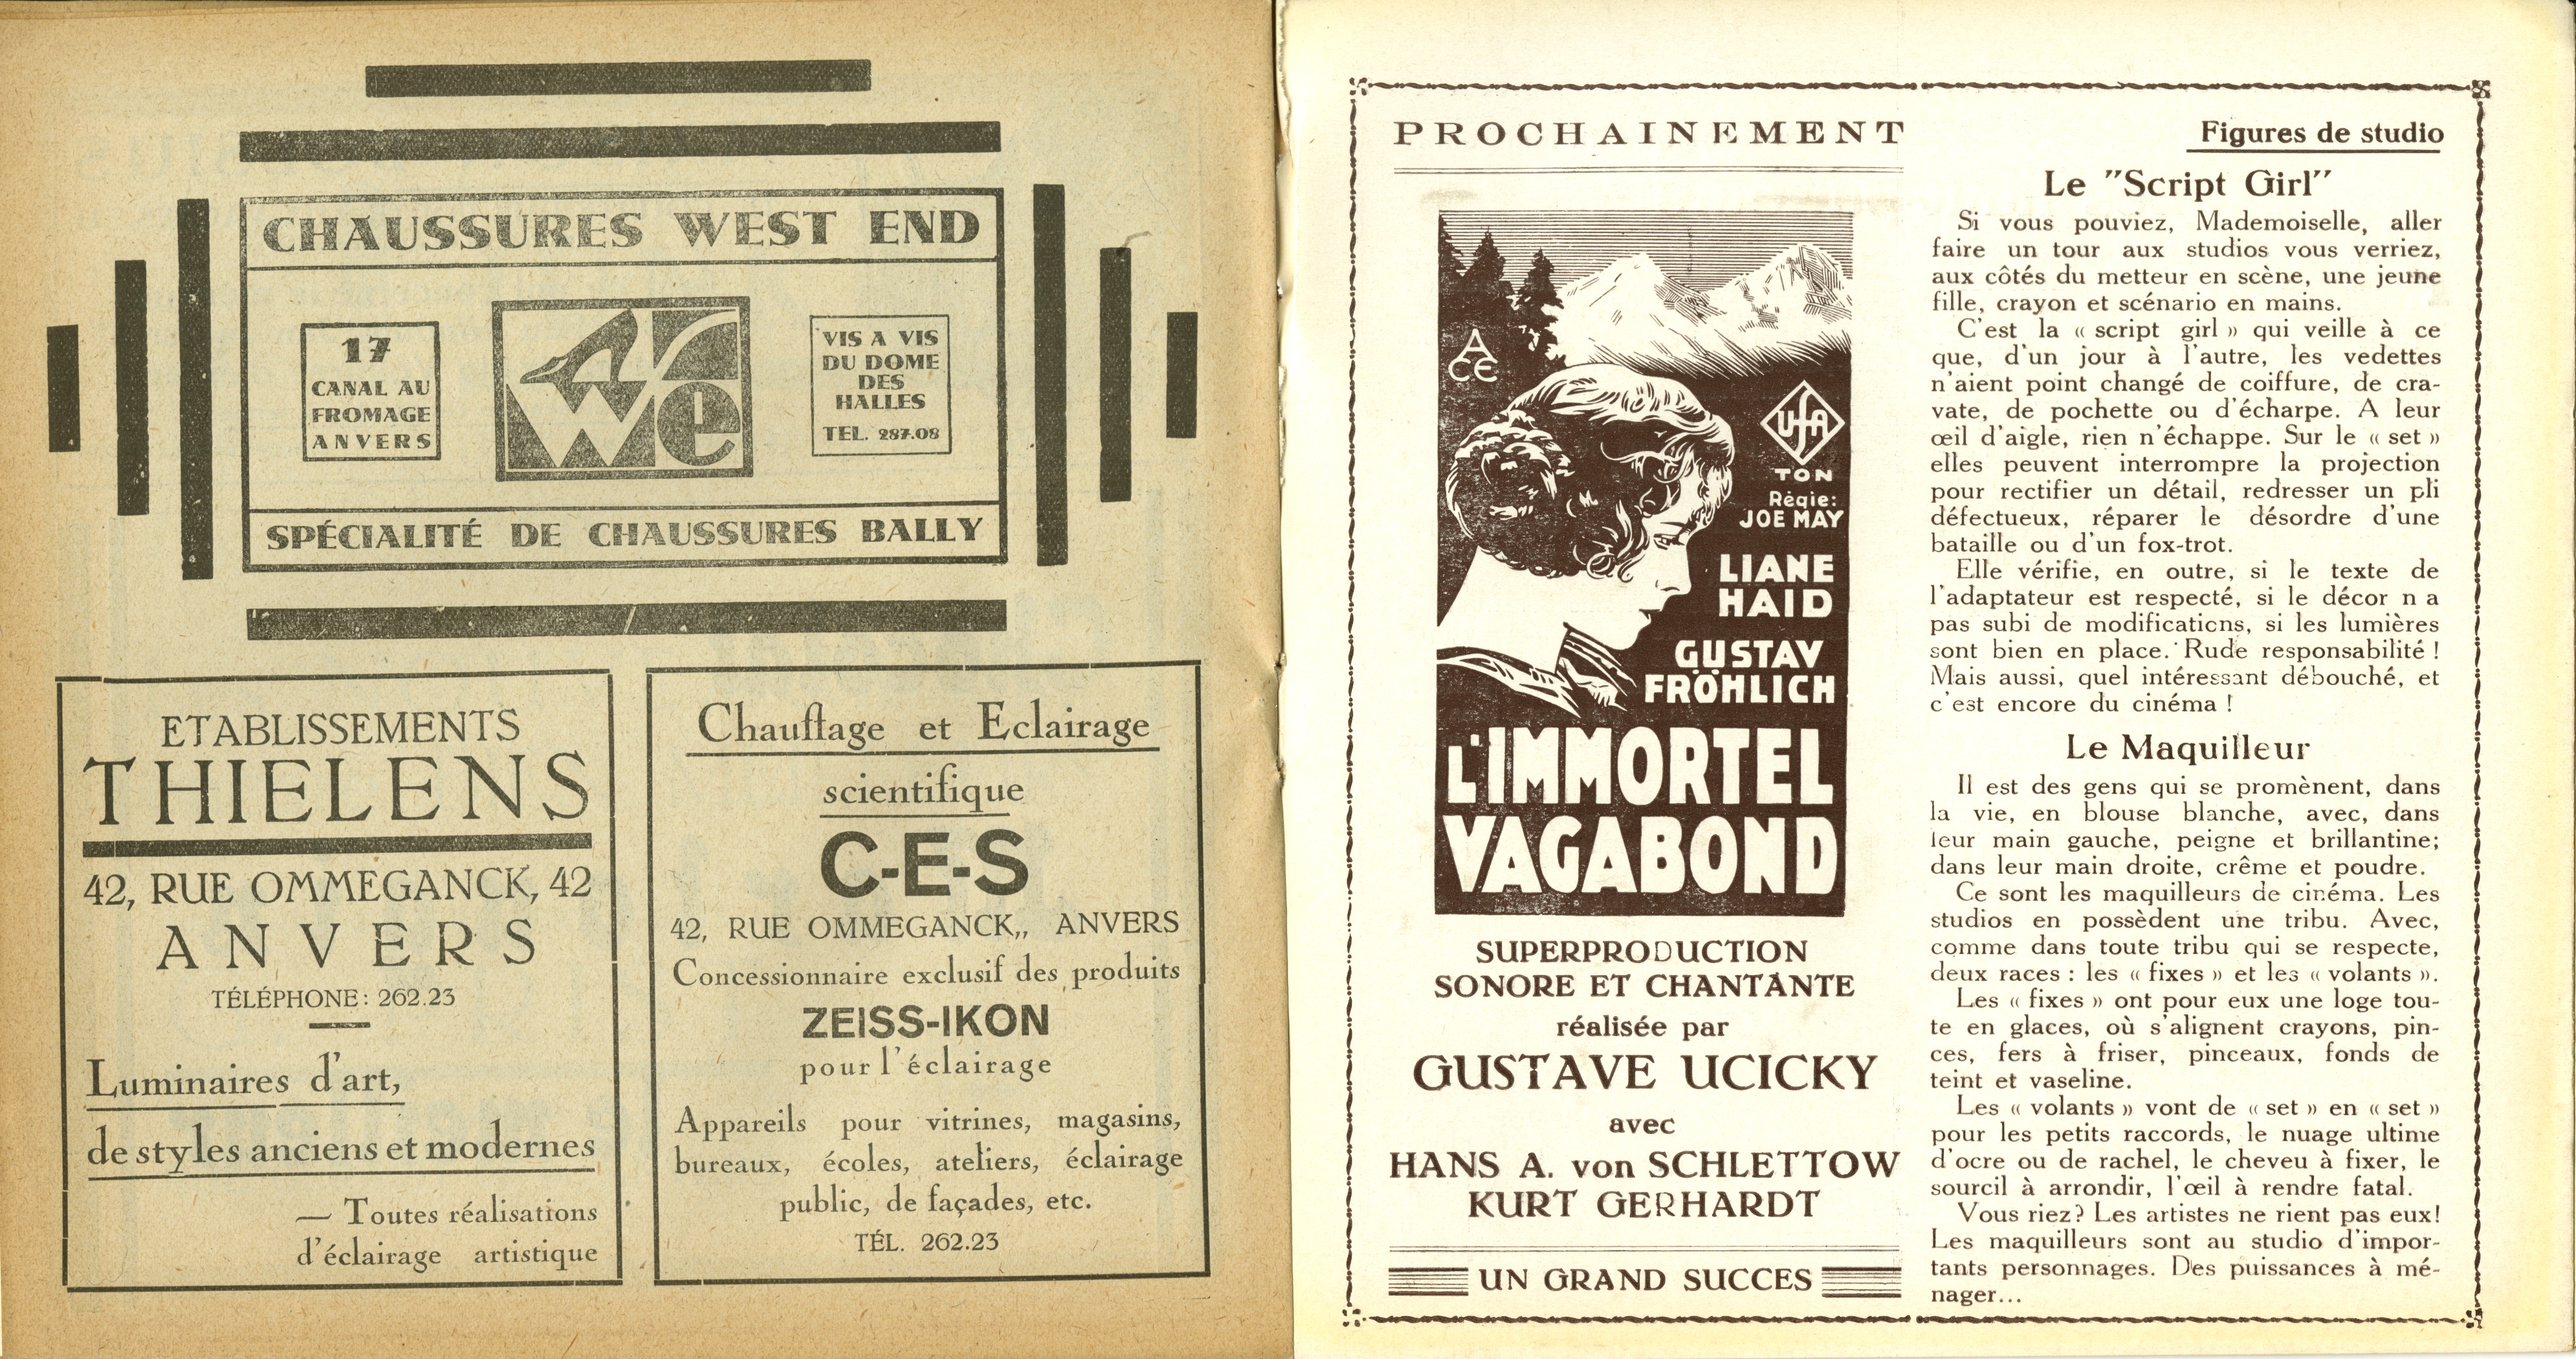 CHAUSSURES WEST END
17
CANAL AU
FROMAGE
ANVERS
We
VIS A VIS
DU DOME
DES
HALLES
TEL. 287.08
SPÉCIALITÉ DE CHAUSSURES BALLY
ETABLISSEMENTS
THIELENS
42, RUE OMMEGANCK, 42
ANVERS
TÉLÉPHONE: 262.23
Luminaires d'art,
de styles anciens et modernes
— Toutes réalisations
d'éclairage artistique
Chauffage et Eclairage
scientifique
C-E-S
42, RUE OMMEGANCK,, ANVERS
Concessionnaire exclusif des produits
ZEISS-IKON
pour l'éclairage
Appareils pour vitrines, magasins,
bureaux, écoles, ateliers, éclairage
public, de façades, etc.
TÉL. 262.23
PROCHAINEMENT
A
CE
UFA
TON
Régie:
JOE MAY
LIANE
HAID
GUSTAV
FRÖHLICH
L'IMMORTEL
VAGABOND
SUPERPRODUCTION
SONORE ET CHANTANTE
réalisée par
GUSTAVE UCICKY
avec
HANS A. von SCHLETTOW
KURT GERHARDT
UN GRAND SUCCES
Figures de studio
Le "Script Girl"
Si vous pouviez, Mademoiselle, aller
faire un tour aux studios vous verriez,
aux côtés du metteur en scène, une jeune
fille, crayon et scénario en mains.
C'est la « script girl » qui veille à ce
que, d'un jour à l'autre, les vedettes
n'aient point changé de coiffure, de cra-
vate, de pochette ou d'écharpe. A leur
œil d'aigle, rien n'échappe. Sur le « set »
elles peuvent interrompre la projection
pour rectifier un détail, redresser un pli
défectueux, réparer le désordre d'une
bataille ou d'un fox-trot.
Elle vérifie, en outre, si le texte de
l'adaptateur est respecté, si le décor n a
pas subi de modifications, si les lumières
sont bien en place. Rude responsabilité !
Mais aussi, quel intéressant débouché, et
c'est encore du cinéma !
Le Maquilleur
Il est des gens qui se promènent, dans
la vie, en blouse blanche, avec, dans
leur main gauche, peigne et brillantine;
dans leur main droite, crême et poudre.
Ce sont les maquilleurs de cinéma. Les
studios en possèdent une tribu. Avec,
comme dans toute tribu qui se respecte,
deux races : les « fixes » et les « volants ».
Les « fixes » ont pour eux une loge tou-
te en glaces, où s'alignent crayons, pin-
ces, fers à friser, pinceaux, fonds de
teint et vaseline.
Les « volants » vont de « set » en « set »
pour les petits raccords, le nuage ultime
d'ocre ou de rachel, le cheveu à fixer, le
sourcil à arrondir, l'œil à rendre fatal.
Vous riez? Les artistes ne rient pas eux!
Les maquilleurs sont au studio d'impor-
tants personnages. Des puissances à mé-
nager...